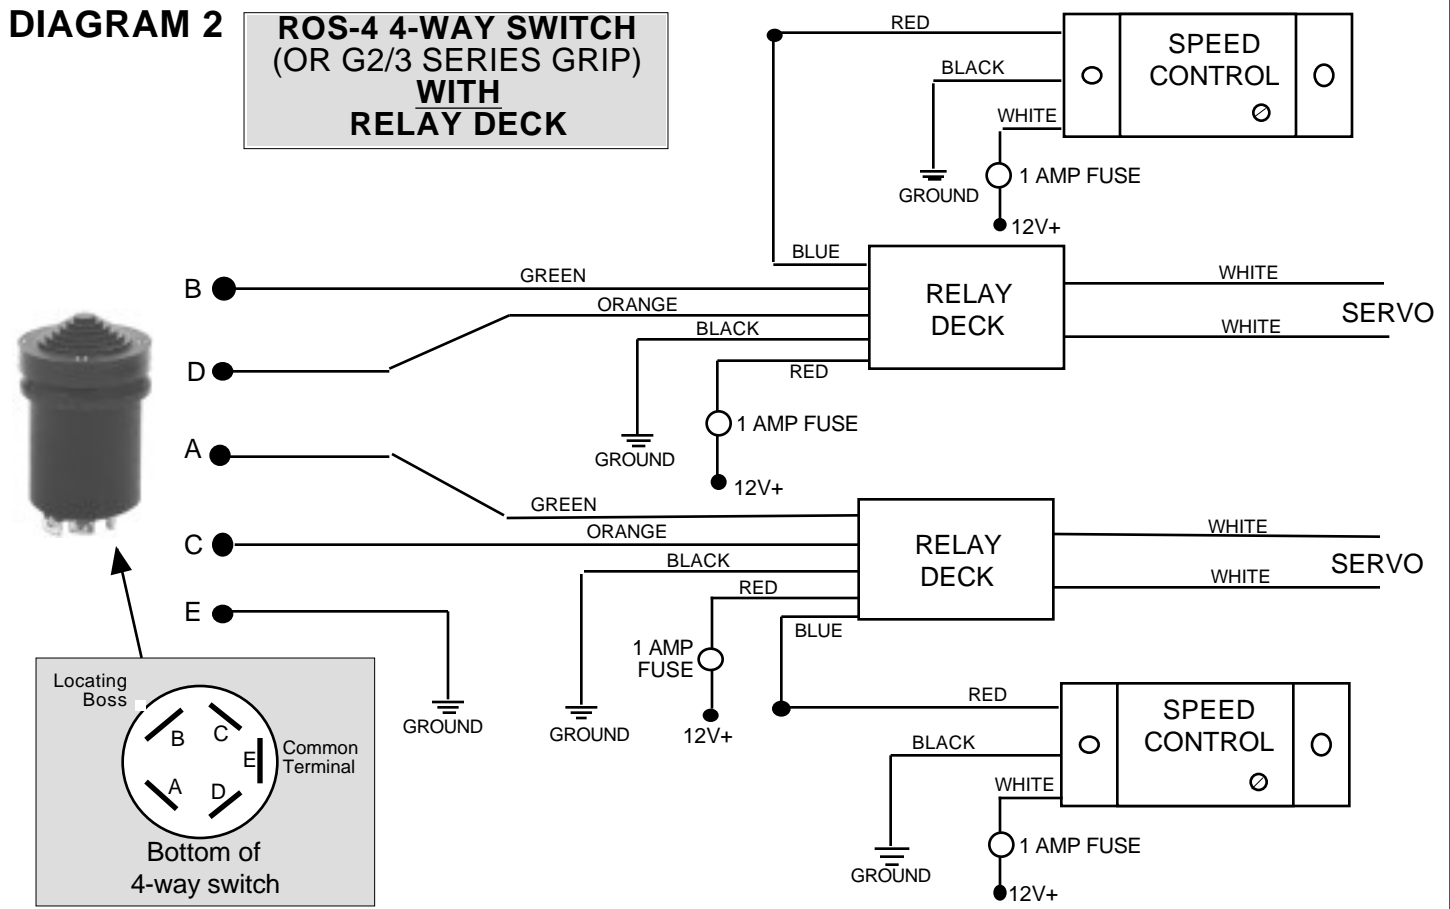 DIAGRAM 2
ROS-4 4-WAY SWITCH
(OR G2/3 SERIES GRIP)
WITH
RELAY DECK
RED
BLACK
WHITE
SPEED
CONTROL
GROUND
1 AMP FUSE
12V+
BLUE
B
GREEN
ORANGE
BLACK
RED
RELAY
DECK
WHITE
WHITE
SERVO
D
1 AMP FUSE
GROUND
12V+
A
GREEN
C
ORANGE
BLACK
RED
BLUE
RELAY
DECK
WHITE
WHITE
SERVO
E
GROUND
GROUND
1 AMP
FUSE
12V+
RED
BLACK
WHITE
SPEED
CONTROL
GROUND
1 AMP FUSE
12V+
Locating
Boss
B
C
E
A
D
Common
Terminal
Bottom of
4-way switch